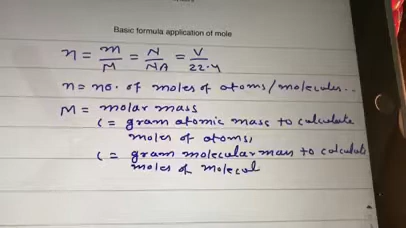 Basic formula application of mole
n = m/M = N/NA = V/22.4
n = no. of moles of atoms/molecules..
M = molar mass
(= gram atomic mass to calculate
moles of atoms,
(= gram molecular mass to calculate
moles of molecul